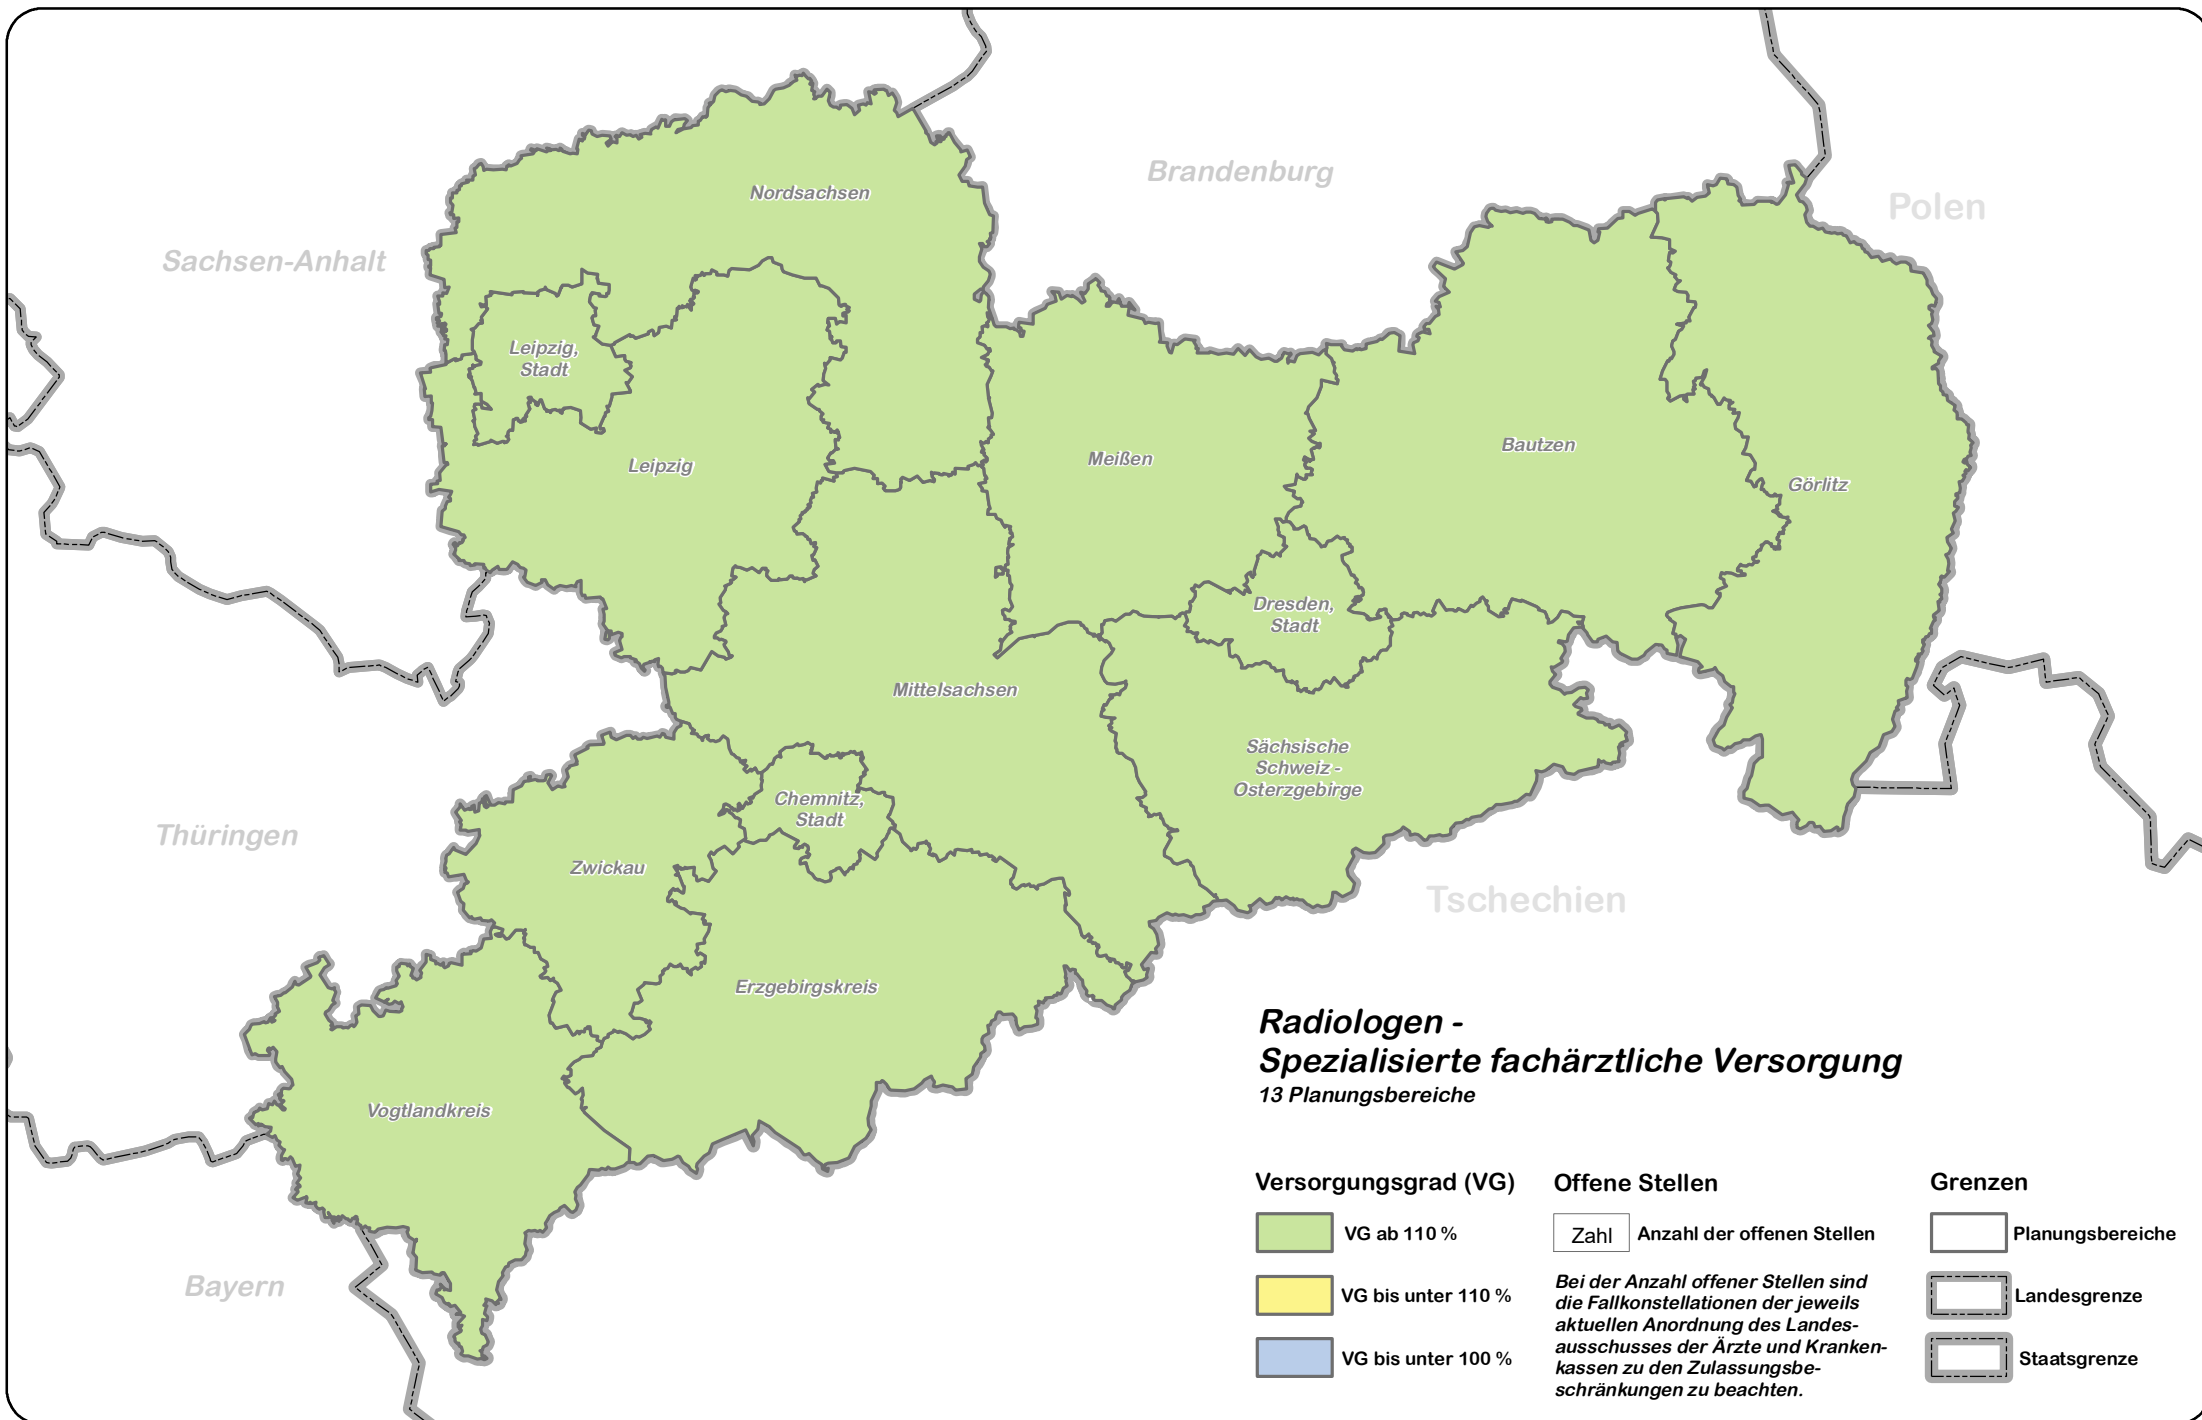 Brandenburg
Polen
Nordsachsen
Sachsen-Anhalt
Leipzig,
Stadt
Leipzig
Meißen
Bautzen
Görlitz
Dresden,
Stadt
Mittelsachsen
Sächsische
Schweiz -
Osterzgebirge
Chemnitz,
Stadt
Thüringen
Zwickau
Tschechien
Erzgebirgskreis
Vogtlandkreis
Bayern
Radiologen -
Spezialisierte fachärztliche Versorgung
13 Planungsbereiche
Versorgungsgrad (VG)
VG ab 110 %
VG bis unter 110 %
VG bis unter 100 %
Offene Stellen
Zahl Anzahl der offenen Stellen
Bei der Anzahl offener Stellen sind
die Fallkonstellationen der jeweils
aktuellen Anordnung des Landes-
ausschusses der Ärzte und Kranken-
kassen zu den Zulassungsbe-
schränkungen zu beachten.
Grenzen
Planungsbereiche
Landesgrenze
Staatsgrenze